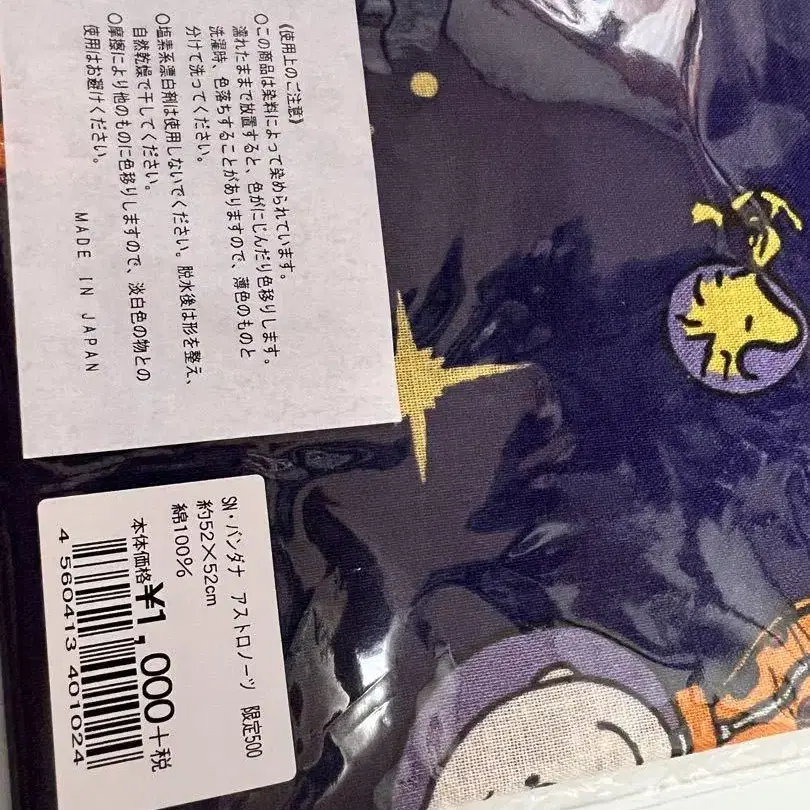 《使用上のご注意》
○この商品は染料によって染められています。
濡れたままで放置すると、色がにじんだり色移りします。
洗濯時、色落ちすることがありますので、薄色のものと
分けて洗ってください。
○塩素系漂白剤は使用しないでください。脱水後は形を整え、
自然乾燥で干してください。
○摩擦により他のものに色移りしますので、淡白色の物との
使用はお避けください。
MADE IN JAPAN
SN・バンダナ アストロノーツ 限定500
約52×52cm
綿100%
本体価格¥1,000+税
4 560413 401024